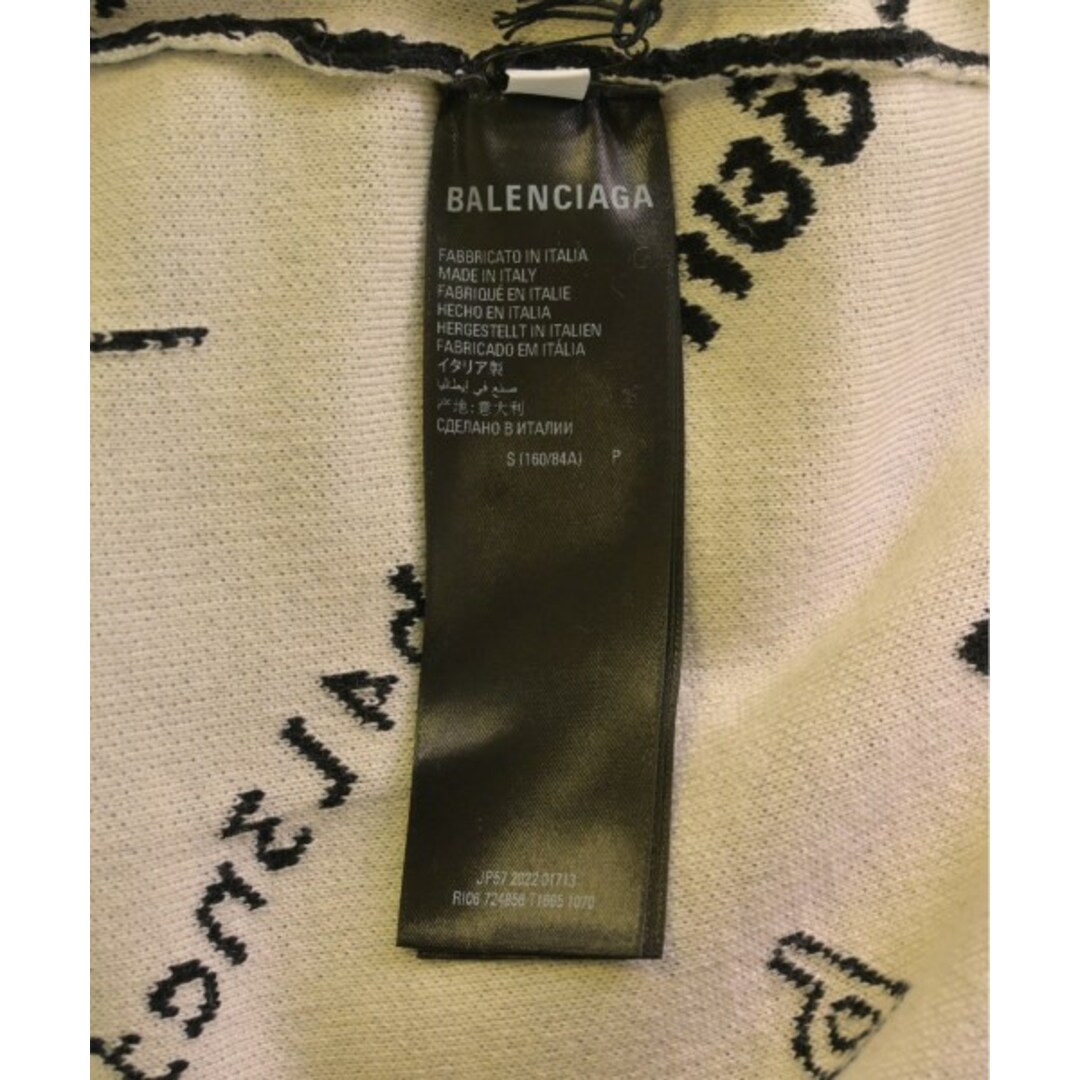 BALENCIAGA
FABBRICATO IN ITALIA
MADE IN ITALY
FABRIQUÉ EN ITALIE
HECHO EN ITALIA
HERGESTELLT IN ITALIEN
FABRICADO EM ITÁLIA
イタリア製
صنع في ايطاليا
产地:意大利
СДЕЛАНО В ИТАЛИИ
S (160/84A) P
JP57 2022 01713
RI06 724856 T1665 1070